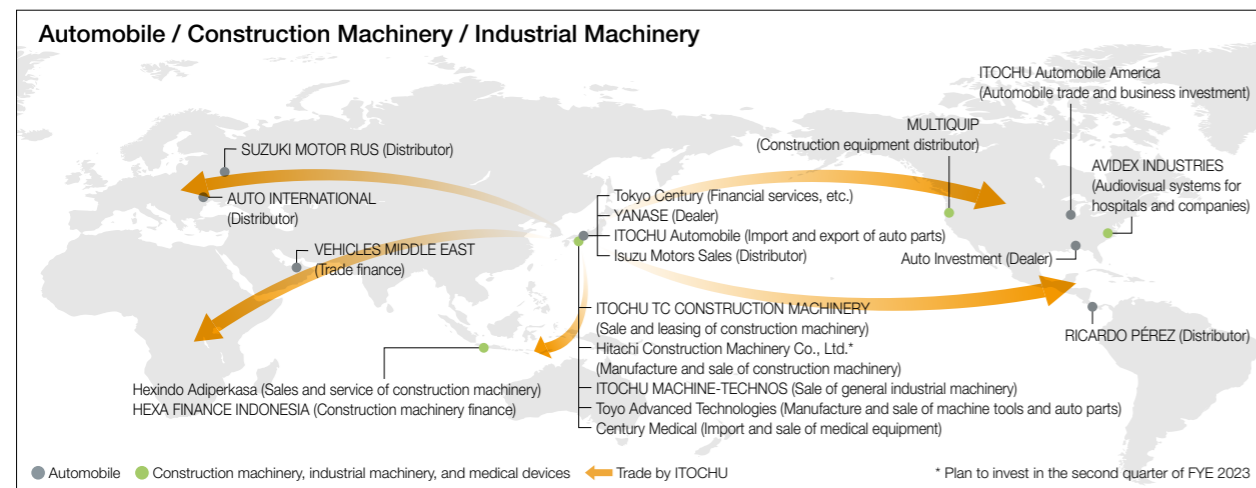 Automobile / Construction Machinery / Industrial Machinery
ITOCHU Automobile America
(Automobile trade and business investment)
MULTIQUIP
(Construction equipment distributor)
AVIDEX INDUSTRIES
(Audiovisual systems for
hospitals and companies)
SUZUKI MOTOR RUS (Distributor)
AUTO INTERNATIONAL
(Distributor)
VEHICLES MIDDLE EAST
(Trade finance)
Tokyo Century (Financial services, etc.)
YANASE (Dealer)
ITOCHU Automobile (Import and export of auto parts)
Isuzu Motors Sales (Distributor)
Auto Investment (Dealer)
RICARDO PÉREZ (Distributor)
ITOCHU TC CONSTRUCTION MACHINERY
(Sale and leasing of construction machinery)
Hitachi Construction Machinery Co., Ltd.*
(Manufacture and sale of construction machinery)
ITOCHU MACHINE-TECHNOS (Sale of general industrial machinery)
Toyo Advanced Technologies (Manufacture and sale of machine tools and auto parts)
Century Medical (Import and sale of medical equipment)
Hexindo Adiperkasa (Sales and service of construction machinery)
HEXA FINANCE INDONESIA (Construction machinery finance)
Automobile
Construction machinery, industrial machinery, and medical devices
Trade by ITOCHU
* Plan to invest in the second quarter of FYE 2023